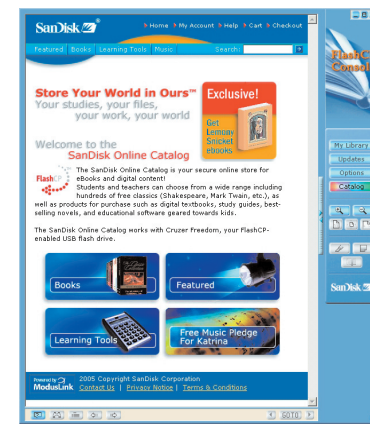 SanDisk®
Home My Account Help Cart Checkout
Featured Books Learning Tools Music Search:
Store Your World in Ours™
Your studies, your files,
your work, your world
Exclusive!
Get
Lemony
Snicket
ebooks
Welcome to the
SanDisk Online Catalog
FlashCP
The SanDisk Online Catalog is your secure online store for
eBooks and digital content!
Students and teachers can choose from a wide range including
hundreds of free classics (Shakespeare, Mark Twain, etc.), as
well as products for purchase such as digital textbooks, study guides, best-
selling novels, and educational software geared towards kids.
The SanDisk Online Catalog works with Cruzer Freedom, your FlashCP-
enabled USB flash drive.
Books
Featured
Learning Tools
Free Music Pledge
For Katrina
Powered by
ModusLink
2005 Copyright SanDisk Corporation
Contact Us | Privacy Notice | Terms & Conditions
GOTO
FlashC
Consol
My Library
Updates
Options
Catalog
SanDisk